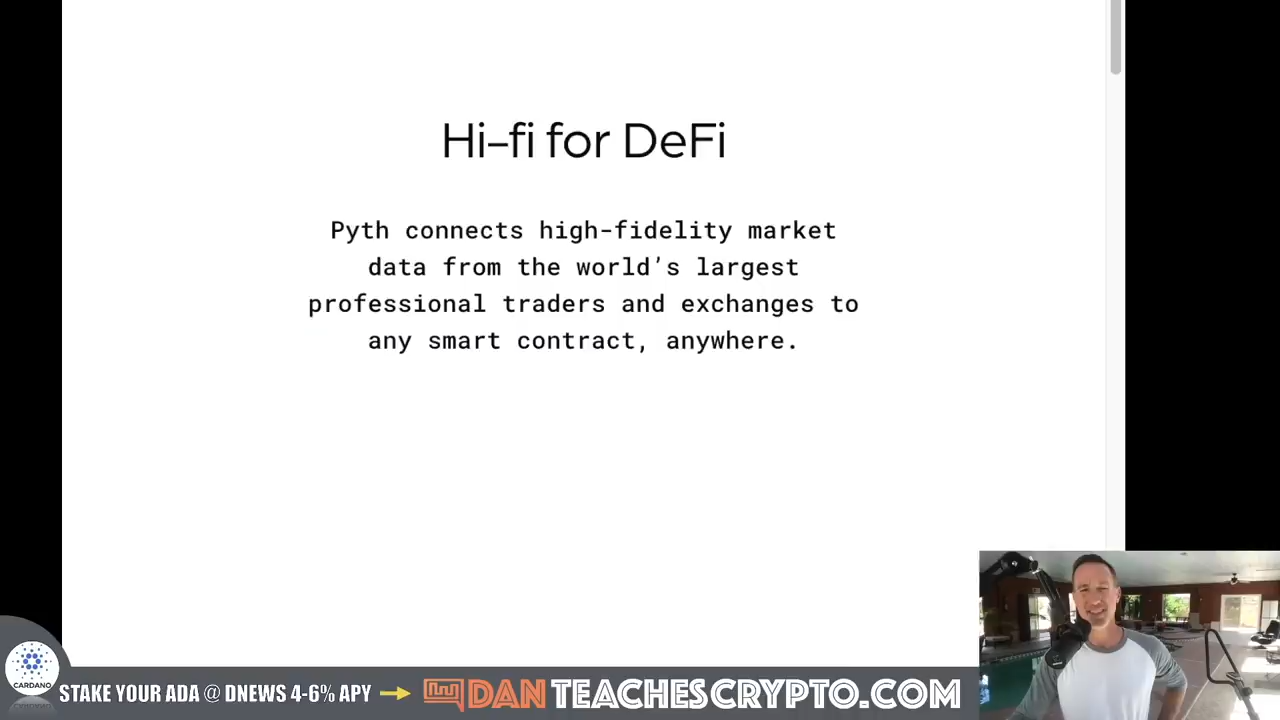 Hi-fi for DeFi
Pyth connects high-fidelity market
data from the world’s largest
professional traders and exchanges to
any smart contract, anywhere.
CARDANO
STAKE YOUR ADA @ DNEWS 4-6% APY
DANTEACHESCRYPTO.COM